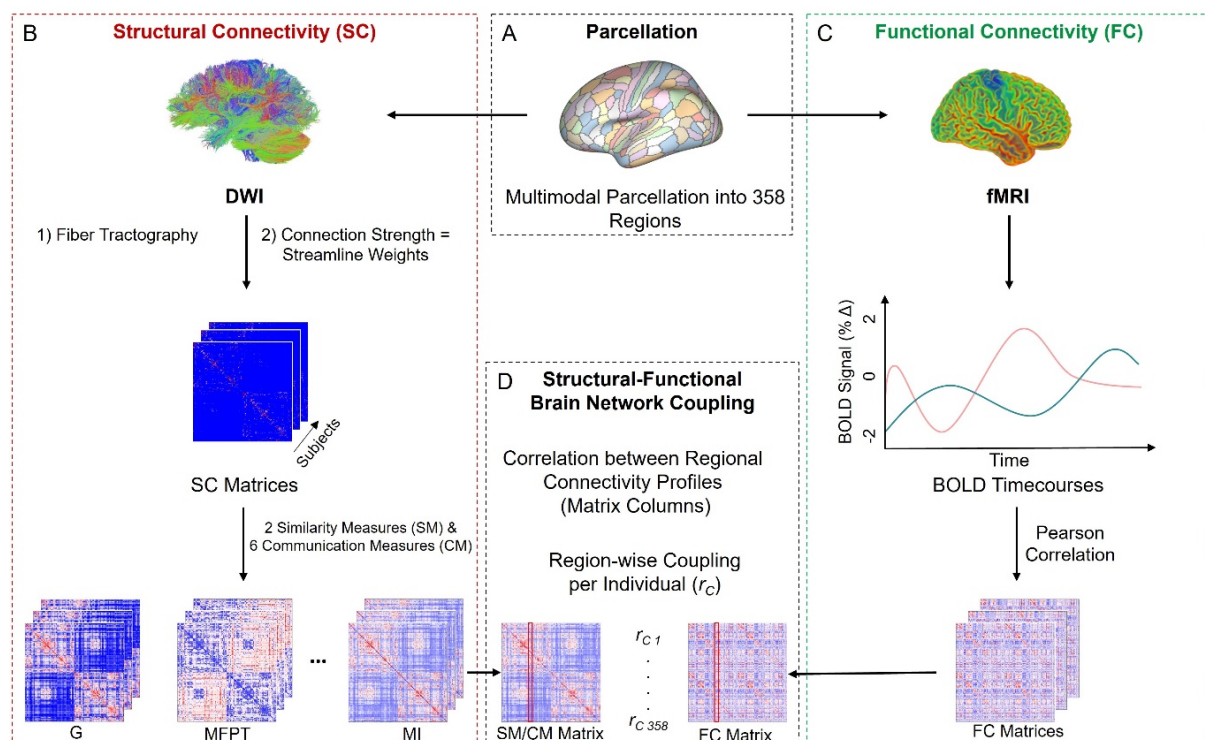 B
Structural Connectivity (SC)
DWI
1) Fiber Tractography
2) Connection Strength =
Streamline Weights
Subjects
SC Matrices
2 Similarity Measures (SM) &
6 Communication Measures (CM)
...
G
MFPT
MI
A
Parcellation
Multimodal Parcellation into 358
Regions
C
Functional Connectivity (FC)
fMRI
BOLD Signal (% Δ)
2
0
-2
Time
BOLD Timecourses
Pearson
Correlation
FC Matrices
D
Structural-Functional
Brain Network Coupling
Correlation between Regional
Connectivity Profiles
(Matrix Columns)
Region-wise Coupling
per Individual (rC)
rC 1
.
.
.
.
rC 358
SM/CM Matrix
FC Matrix